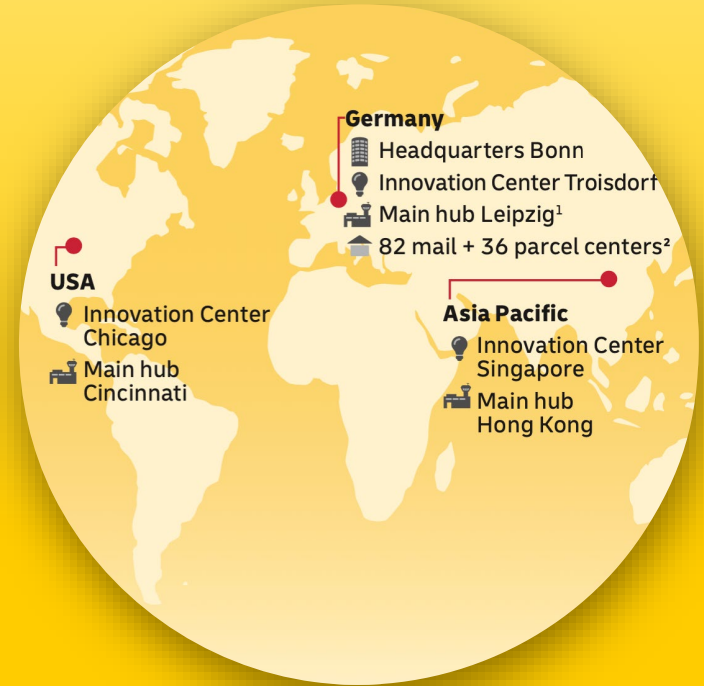 Germany
Headquarters Bonn
Innovation Center Troisdorf
Main hub Leipzig¹
82 mail + 36 parcel centers²
USA
Innovation Center
Chicago
Main hub
Cincinnati
Asia Pacific
Innovation Center
Singapore
Main hub
Hong Kong